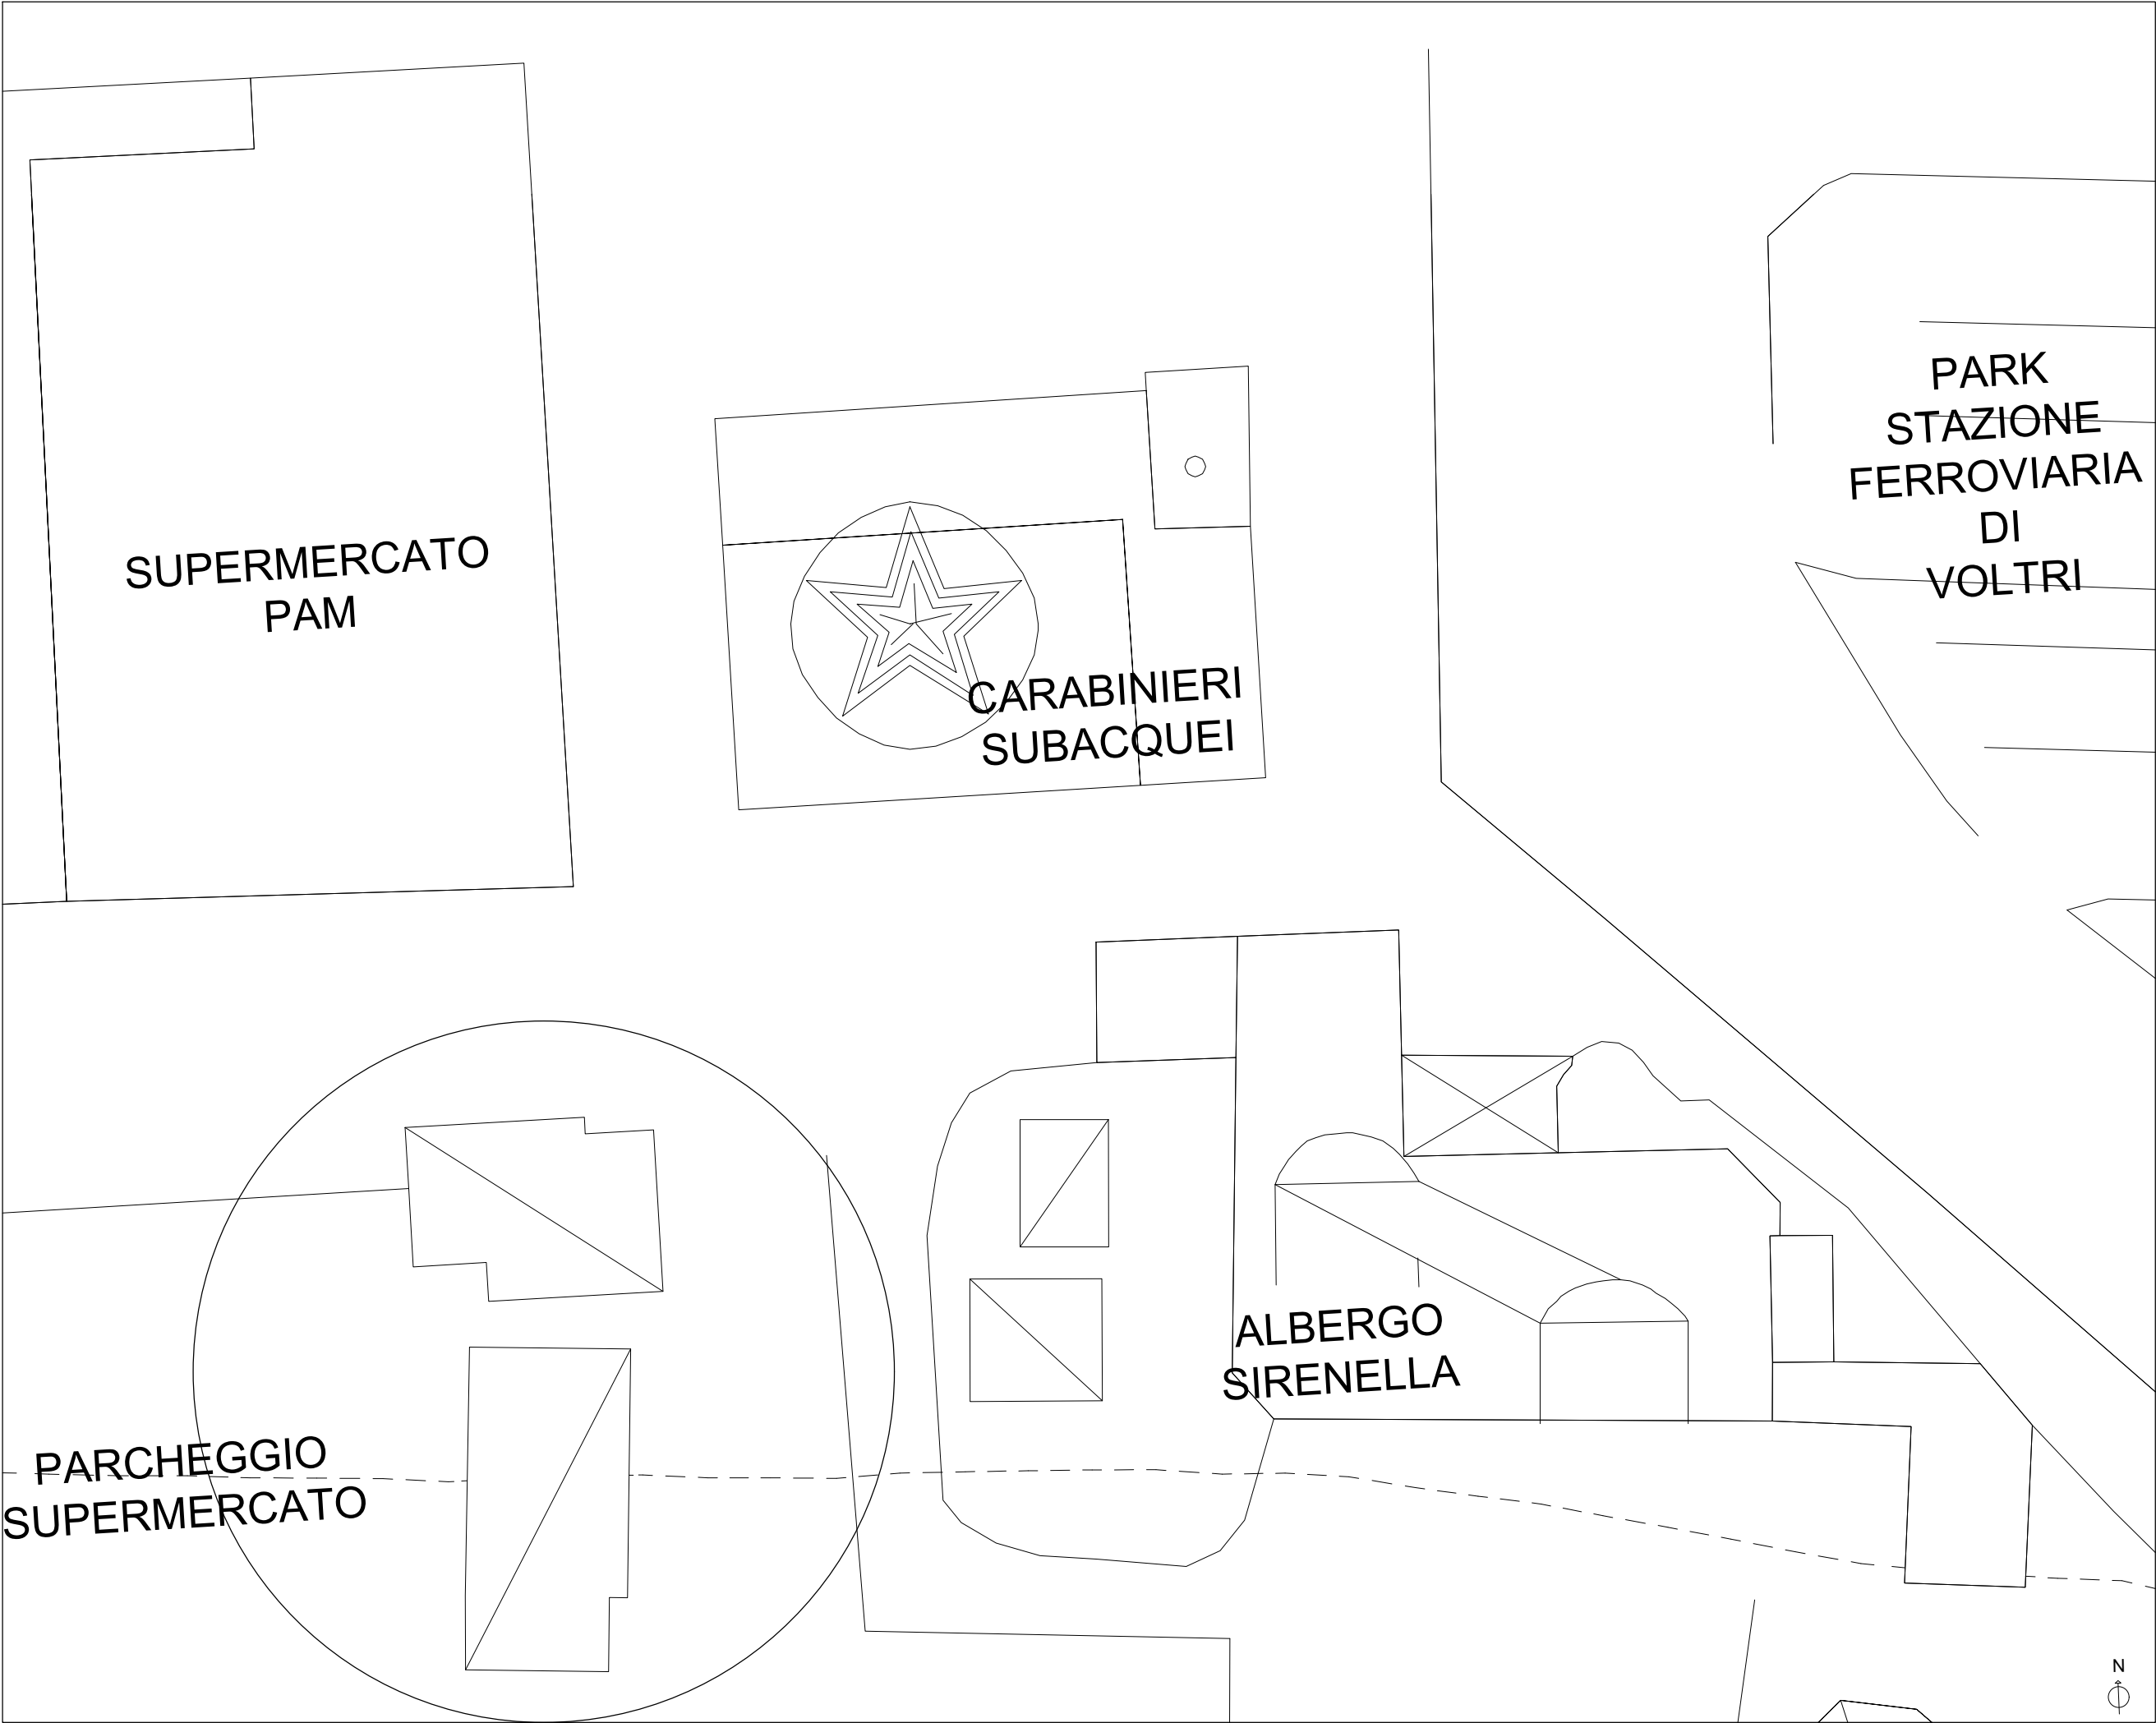 PARK
STAZIONE
FERROVIARIA
DI
VOLTRI
SUPERMERCATO
PAM
CARABINIERI
SUBACQUEI
ALBERGO
SIRENELLA
PARCHEGGIO
SUPERMERCATO
N